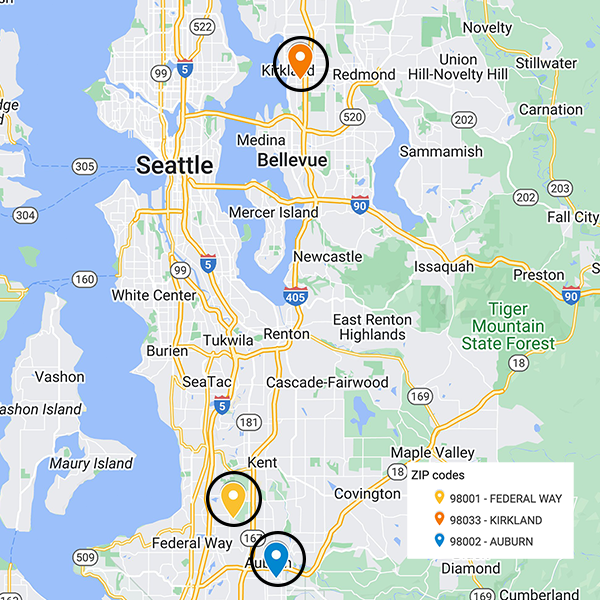 522
Novelty
Stillwater
Union
Hill-Novelty Hill
99
5
Kirkland
Redmond
Carnation
520
202
Medina
Bellevue
Sammamish
Seattle
305
202
203
90
304
Mercer Island
Fall City
Newcastle
5
99
Issaquah
Preston
160
405
90
White Center
East Renton
Highlands
Tiger
Mountain
State Forest
Tukwila
Renton
Burien
18
Vashon
SeaTac
Cascade-Fairwood
169
5
181
Maury Island
Kent
Maple Valley
18
ZIP codes
Covington
98001 - FEDERAL WAY
98033 - KIRKLAND
98002 - AUBURN
Federal Way
167
509
Auburn
Diamond
169
Cumberland